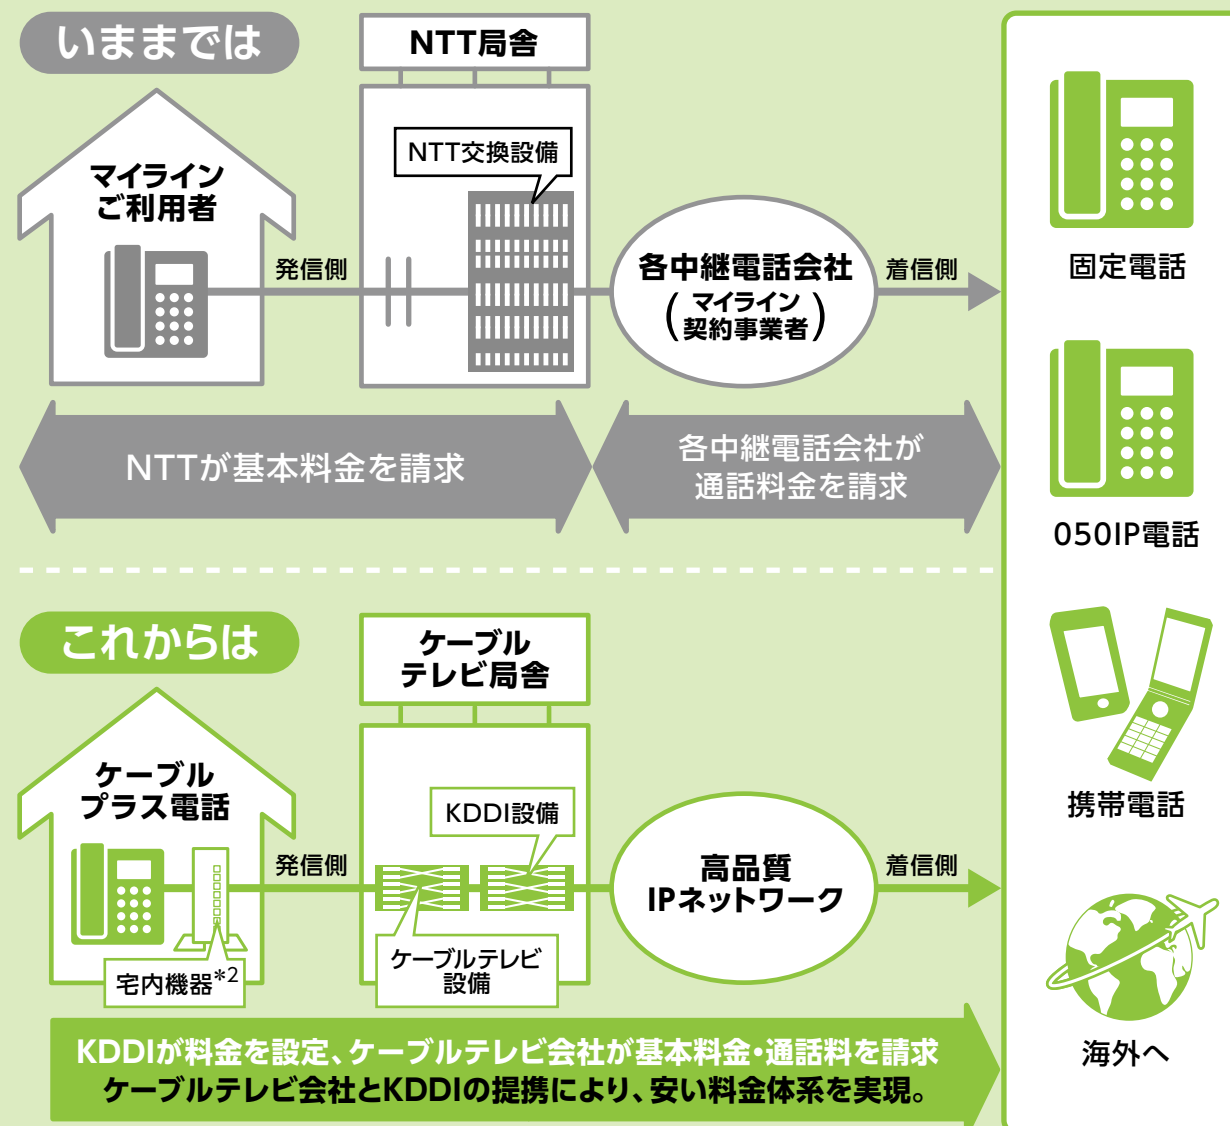 いままでは
NTT局舎
NTT交換設備
マイライン
ご利用者
発信側
各中継電話会社
(マイライン
契約事業者)
着信側
NTTが基本料金を請求
各中継電話会社が
通話料金を請求
固定電話
050IP電話
これからは
ケーブル
テレビ局舎
ケーブル
プラス電話
KDDI設備
発信側
高品質
IPネットワーク
着信側
ケーブルテレビ
設備
宅内機器*2
KDDIが料金を設定、ケーブルテレビ会社が基本料金・通話料を請求
ケーブルテレビ会社とKDDIの提携により、安い料金体系を実現。
携帯電話
海外へ